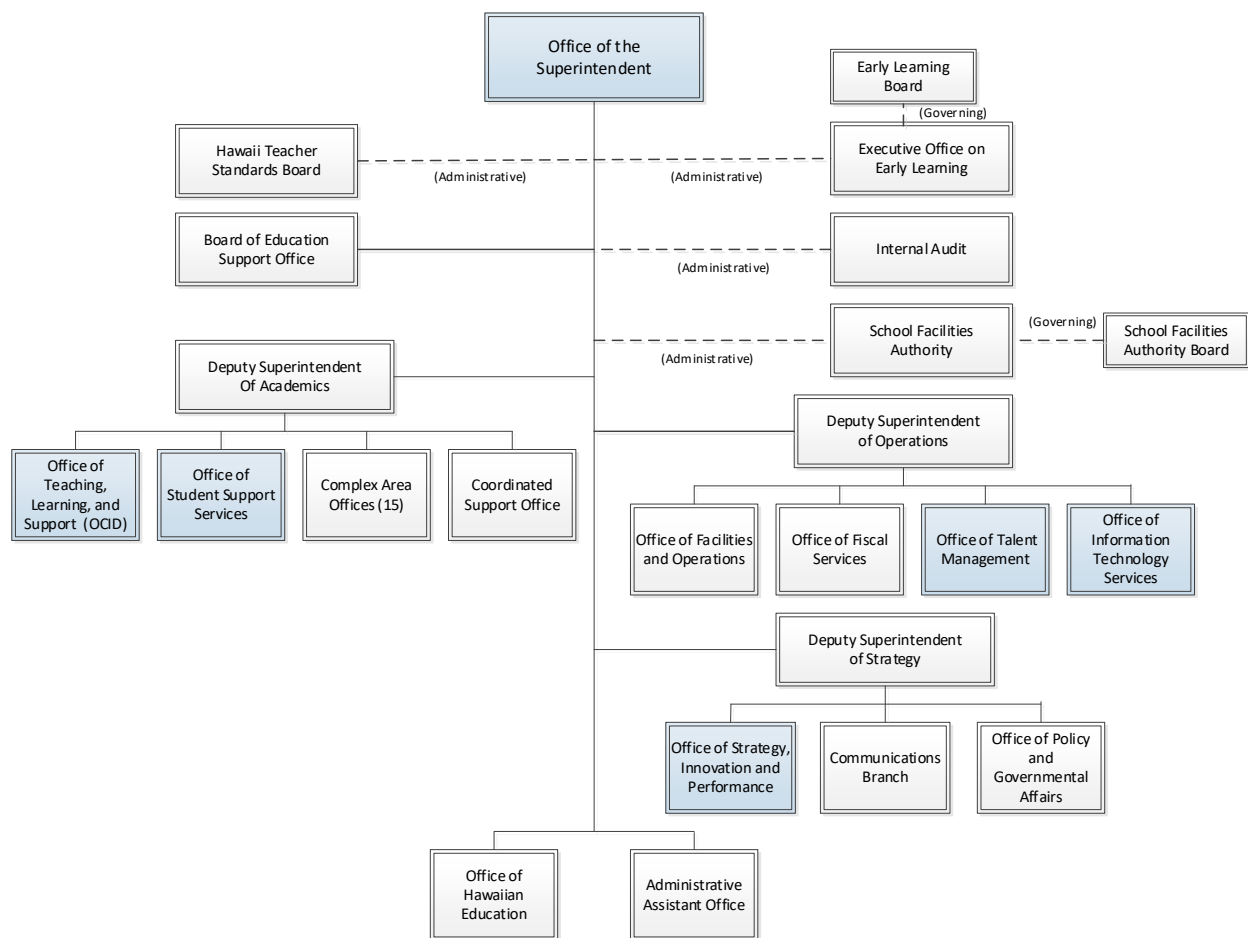 Office of the
Superintendent
Early Learning
Board
(Governing)
Hawaii Teacher
Standards Board
(Administrative)
(Administrative)
Executive Office on
Early Learning
Board of Education
Support Office
(Administrative)
Internal Audit
(Administrative)
School Facilities
Authority
(Governing)
School Facilities
Authority Board
Deputy Superintendent
Of Academics
Office of
Teaching,
Learning, and
Support (OCID)
Office of
Student Support
Services
Complex Area
Offices (15)
Coordinated
Support Office
Deputy Superintendent
of Operations
Office of Facilities
and Operations
Office of Fiscal
Services
Office of Talent
Management
Office of
Information
Technology
Services
Deputy Superintendent
of Strategy
Office of Strategy,
Innovation and
Performance
Communications
Branch
Office of Policy
and
Governmental
Affairs
Office of
Hawaiian
Education
Administrative
Assistant Office